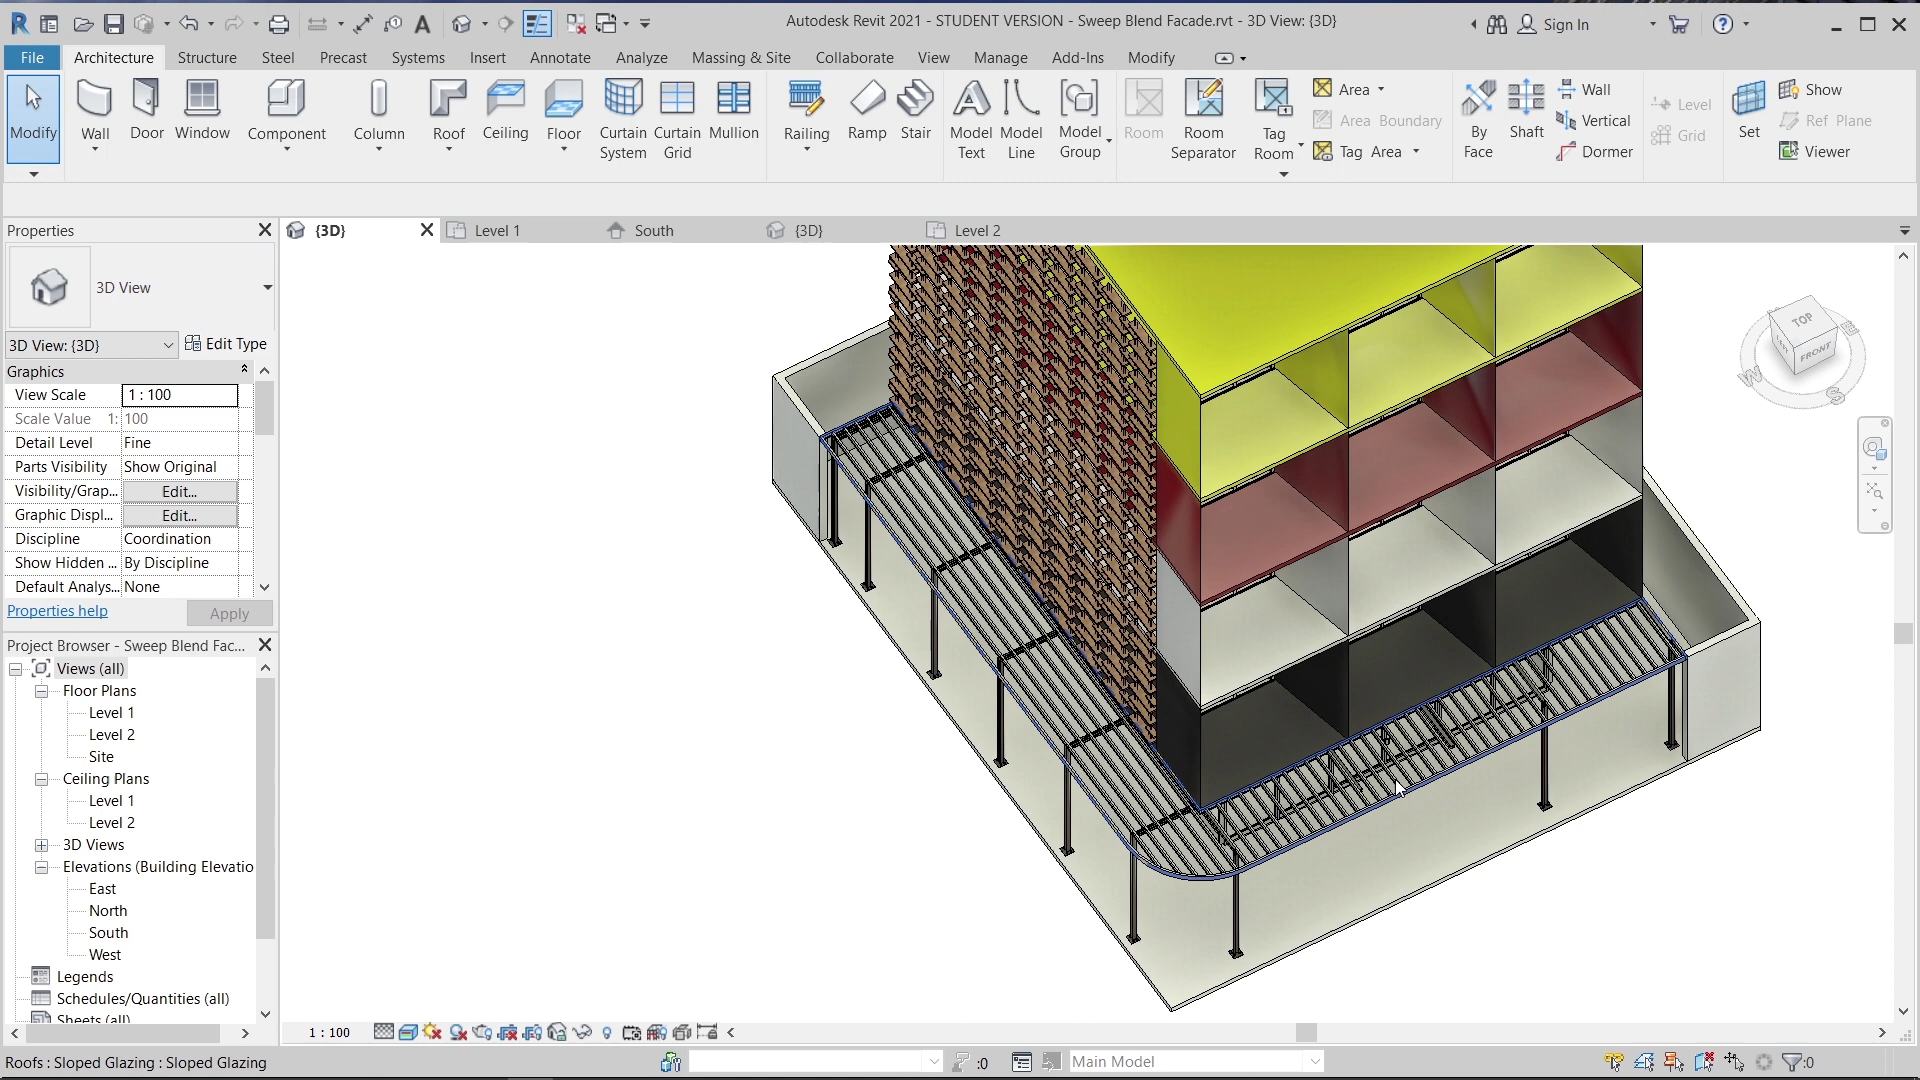 Autodesk Revit 2021 - STUDENT VERSION - Sweep Blend Facade.rvt - 3D View: {3D}
Sign In
File Architecture Structure Steel Precast Systems Insert Annotate Analyze Massing & Site Collaborate View Manage Add-Ins Modify
Modify Wall Door Window Component Column Roof Ceiling Floor Curtain System Curtain Grid Mullion Railing Ramp Stair Model Text Model Line Model Group Room Room Separator Tag Room
Area
Area Boundary
Tag Area
By Face
Shaft
Wall
Vertical
Dormer
Level
Grid
Set
Show
Ref Plane
Viewer
Properties
{3D} Level 1 South {3D} Level 2
3D View
3D View: {3D} Edit Type
Graphics
View Scale 1 : 100
Scale Value 1: 100
Detail Level Fine
Parts Visibility Show Original
Visibility/Grap... Edit...
Graphic Displ... Edit...
Discipline Coordination
Show Hidden ... By Discipline
Default Analys... None
Properties help Apply
Project Browser - Sweep Blend Fac...
Views (all)
Floor Plans
Level 1
Level 2
Site
Ceiling Plans
Level 1
Level 2
3D Views
Elevations (Building Elevatio
East
North
South
West
Legends
Schedules/Quantities (all)
Sheets (all)
TOP
FRONT
LEFT
W
S
1 : 100
Roofs : Sloped Glazing : Sloped Glazing
:0
Main Model
:0